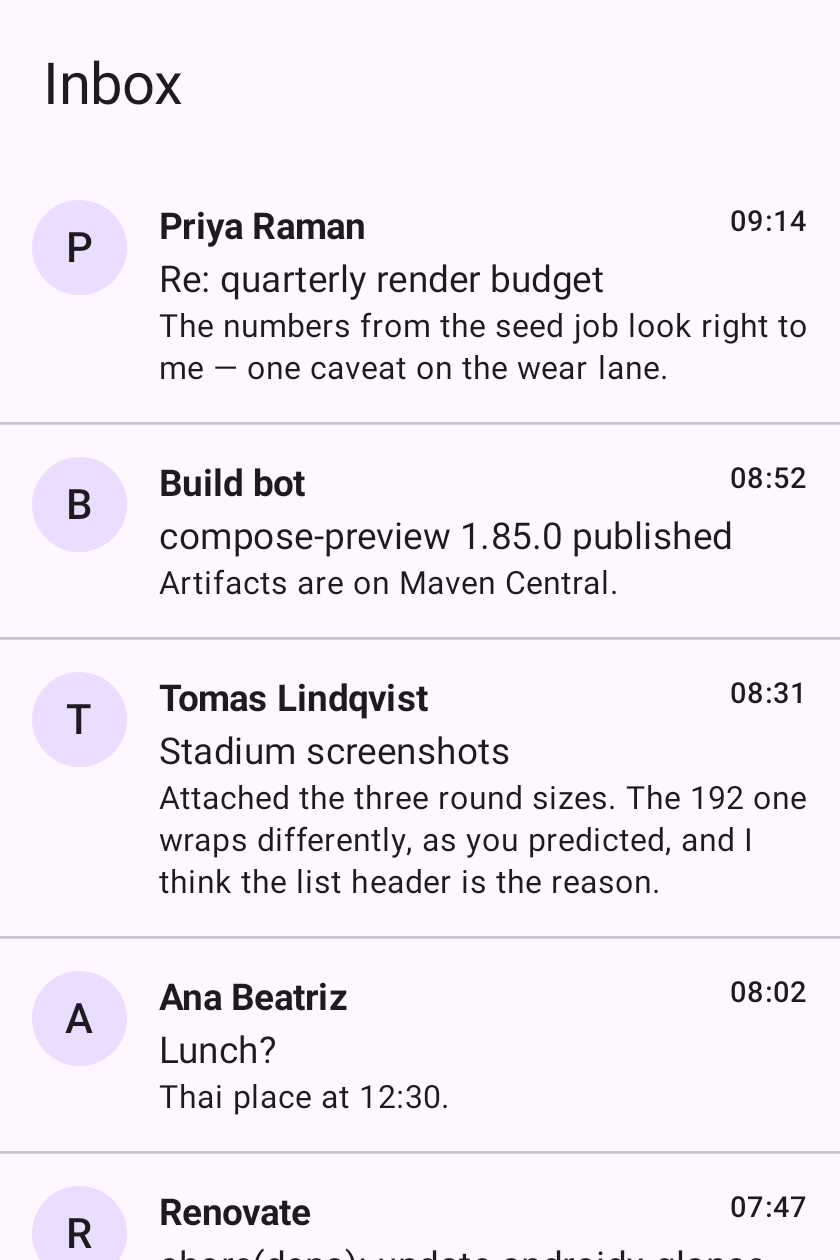 Inbox
P
Priya Raman
09:14
Re: quarterly render budget
The numbers from the seed job look right to
me — one caveat on the wear lane.
B
Build bot
08:52
compose-preview 1.85.0 published
Artifacts are on Maven Central.
T
Tomas Lindqvist
08:31
Stadium screenshots
Attached the three round sizes. The 192 one
wraps differently, as you predicted, and I
think the list header is the reason.
A
Ana Beatriz
08:02
Lunch?
Thai place at 12:30.
R
Renovate
07:47
update